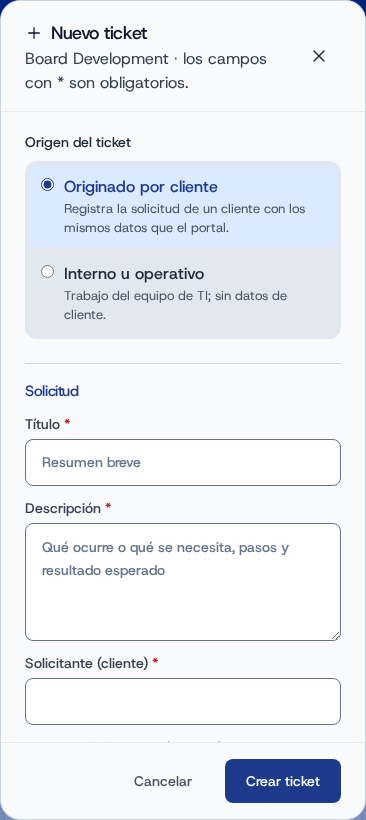 Nuevo ticket
Board Development · los campos
con * son obligatorios.
Origen del ticket
Originado por cliente
Registra la solicitud de un cliente con los
mismos datos que el portal.
Interno u operativo
Trabajo del equipo de TI; sin datos de
cliente.
Solicitud
Título *
Resumen breve
Descripción *
Qué ocurre o qué se necesita, pasos y
resultado esperado
Solicitante (cliente) *
Cancelar
Crear ticket